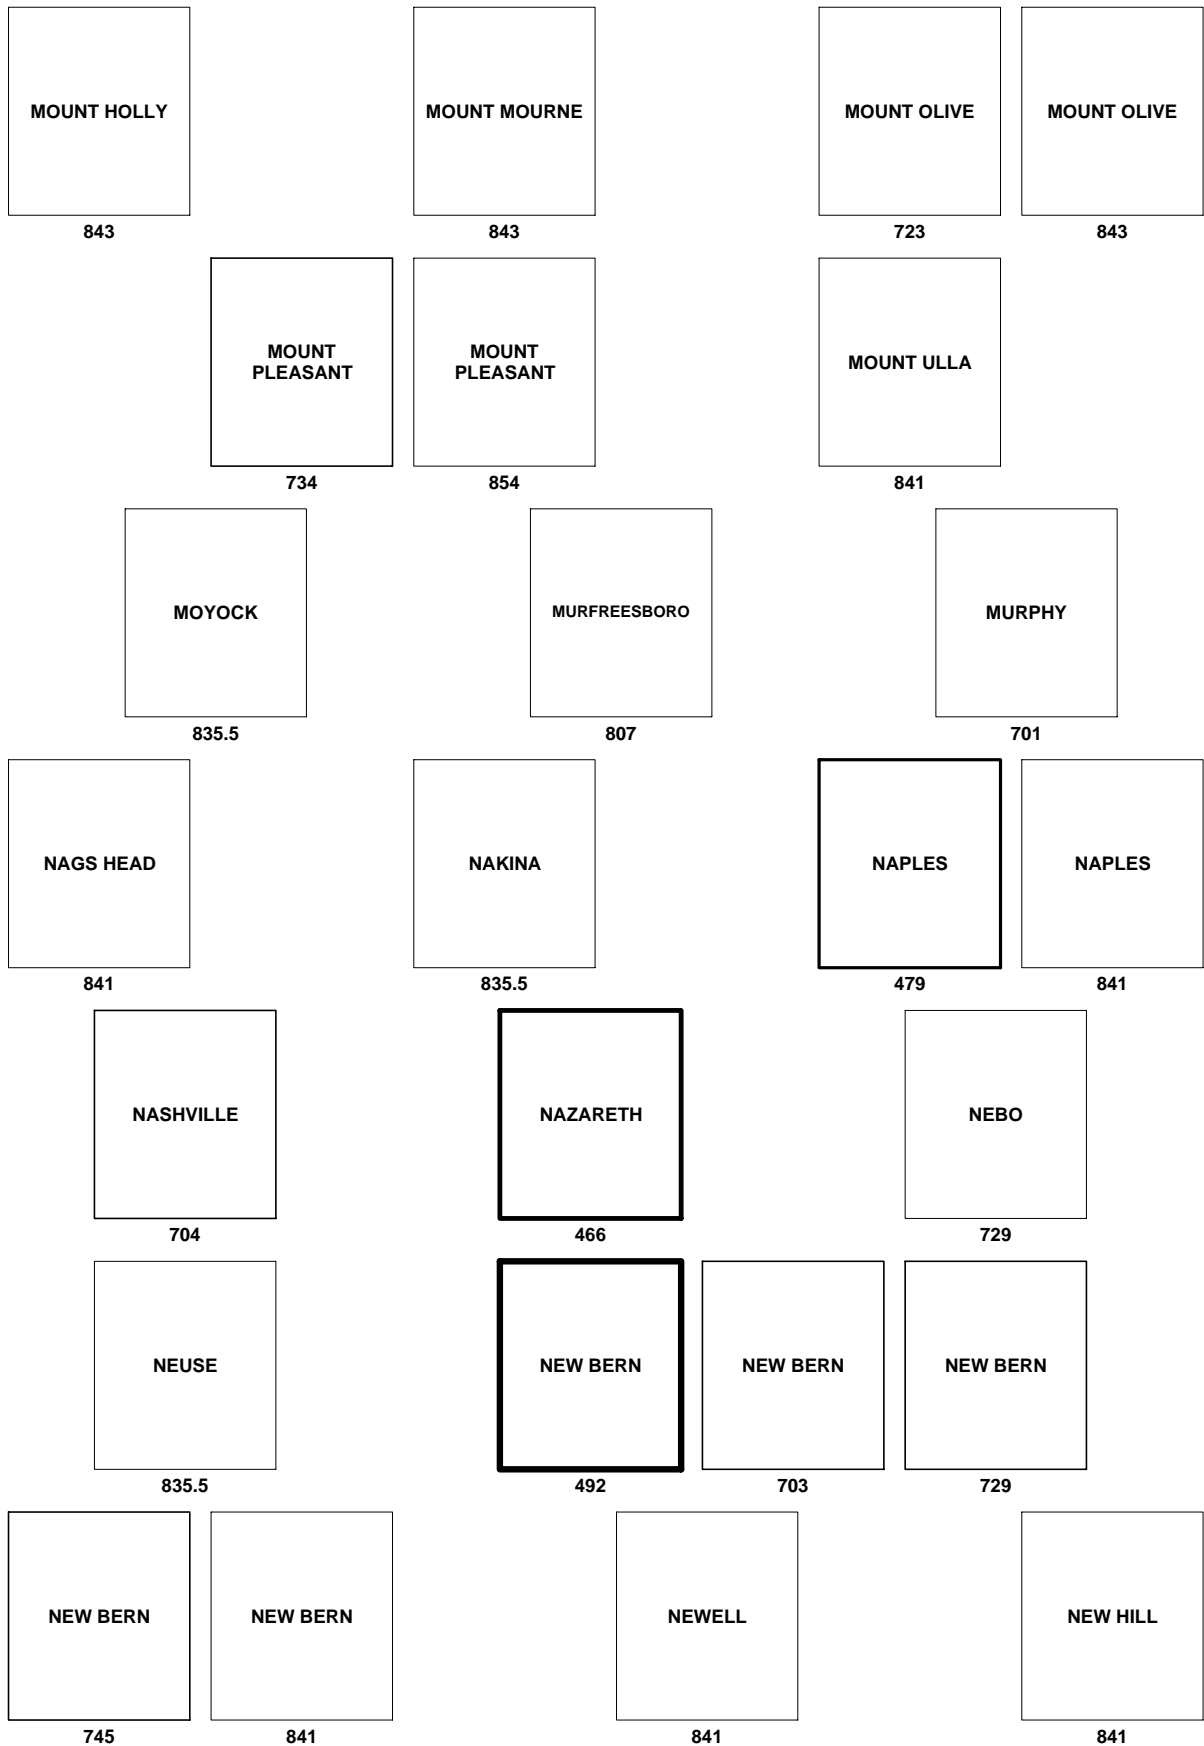 MOUNT HOLLY
843
MOUNT MOURNE
843
MOUNT OLIVE
723
MOUNT OLIVE
843
MOUNT
PLEASANT
734
MOUNT
PLEASANT
854
MOUNT ULLA
841
MOYOCK
835.5
MURFREESBORO
807
MURPHY
701
NAGS HEAD
841
NAKINA
835.5
NAPLES
479
NAPLES
841
NASHVILLE
704
NAZARETH
466
NEBO
729
NEUSE
835.5
NEW BERN
492
NEW BERN
703
NEW BERN
729
NEW BERN
745
NEW BERN
841
NEWELL
841
NEW HILL
841